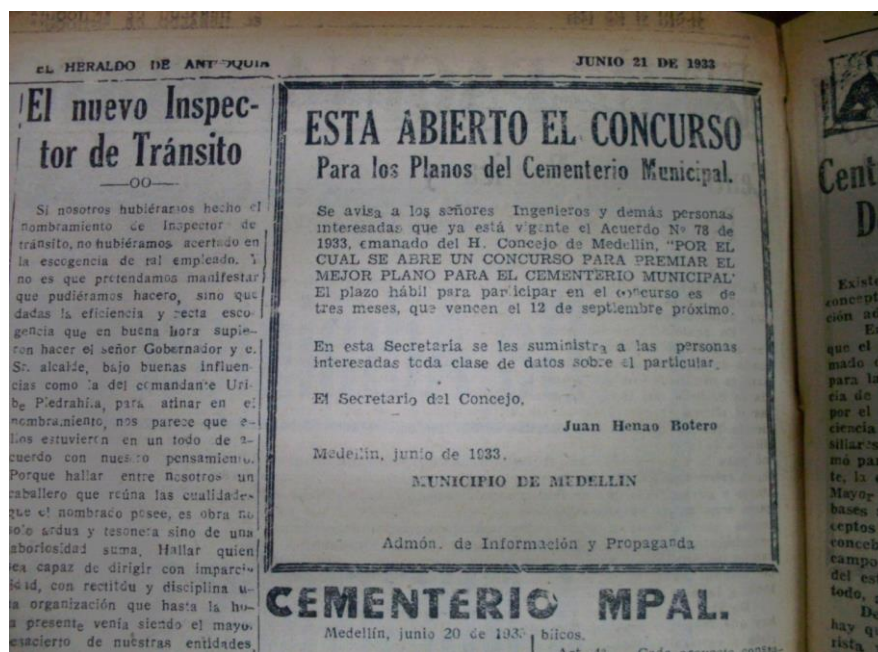 EL HERALDO DE ANTIOQUIA
JUNIO 21 DE 1933
El nuevo Inspec-
tor de Tránsito
—oo—
Si nosotros hubiéramos hecho el
nombramiento de Inspector de
tránsito, no hubiéramos acertado en
la escogencia de tal empleado. Y
no es que pretendamos manifestar
que pudiéramos hacero, sino que
dadas la eficiencia y recta esco-
gencia que en buena hora supie-
ron hacer el señor Gobernador y e.
Sr. alcalde, bajo buenas influen-
cias como la del comandante Uri-
be Piedrahita, para atinar en el
nombramiento, nos parece que e-
llos estuvieron en un todo de a-
cuerdo con nuestro pensamiento.
Porque hallar entre nosotros un
caballero que reúna las cualidades
que el nombrado posee, es obra no
solo ardua y tesonera sino de una
laboriosidad suma. Hallar quien
sea capaz de dirigir con imparcia-
lidad, con rectitúu y disciplina u-
na organización que hasta la ho-
a presente venía siendo el mayo.
desacierto de nuestras entidades
ESTA ABIERTO EL CONCURSO
Para los Planos del Cementerio Municipal.
Se avisa a los señores Ingenieros y demás personas
interesadas que ya está vigente el Acuerdo Nº 78 de
1933, emanado del H. Concejo de Medellín, "POR EL
CUAL SE ABRE UN CONCURSO PARA PREMIAR EL
MEJOR PLANO PARA EL CEMENTERIO MUNICIPAL"
El plazo hábil para participar en el concurso es de
tres meses, que vencen el 12 de septiembre próximo.
En esta Secretaría se les suministra a las personas
interesadas toda clase de datos sobre el particular.
El Secretario del Concejo,
Juan Henao Botero
Medellín, junio de 1933.
MUNICIPIO DE MEDELLIN
Admón. de Información y Propaganda
CEMENTERIO MPAL.
Medellín, junio 20 de 1933
blicos.
Cent
D
Existe
concept
ción ad
que el
mado
para la
cia de
por el
ciencia
siliares
mó par
te, la
Mayor
bases
ceptos
conceb
campo
del est
todo,
hay qu
rista